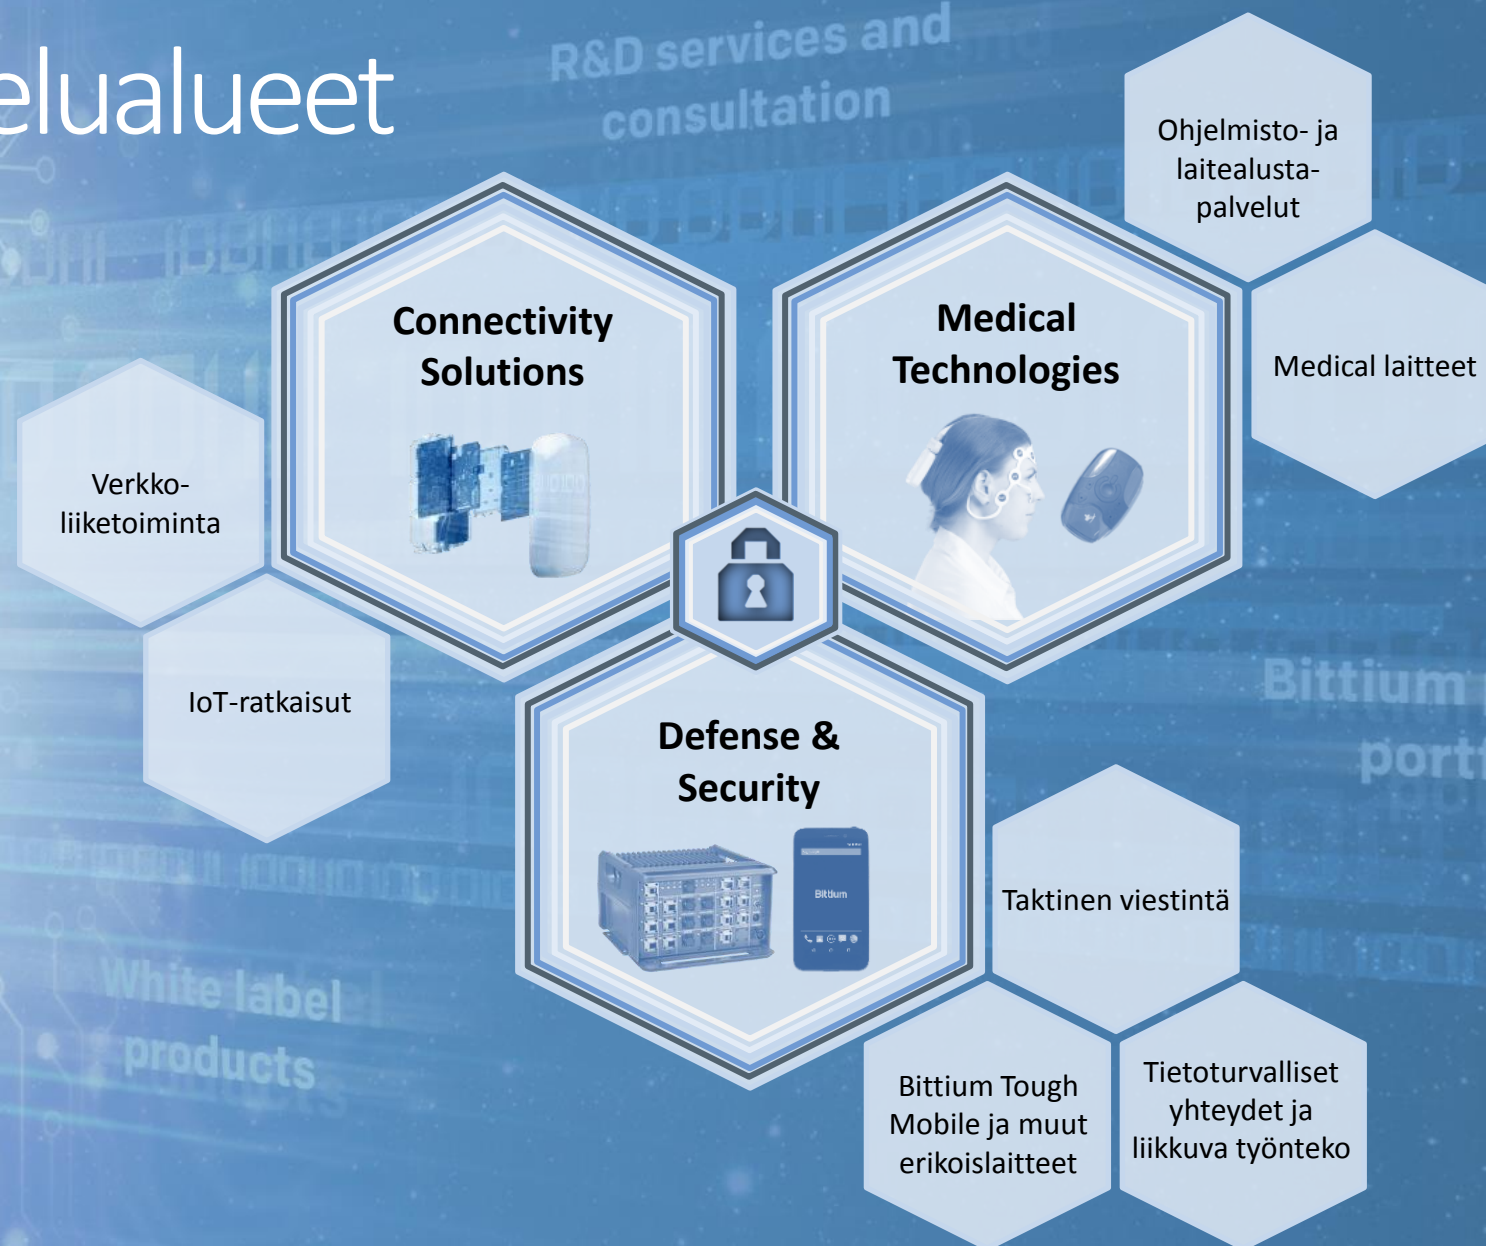 elualueet
R&D services and
consultation
Ohjelmisto- ja
laitealusta-
palvelut
Connectivity
Solutions
Medical
Technologies
Medical laitteet
Verkko-
liiketoiminta
IoT-ratkaisut
Bittium
portf
Defense &
Security
Bittium
Taktinen viestintä
White label
products
Bittium Tough
Mobile ja muut
erikoislaitteet
Tietoturvalliset
yhteydet ja
liikkuva työnteko